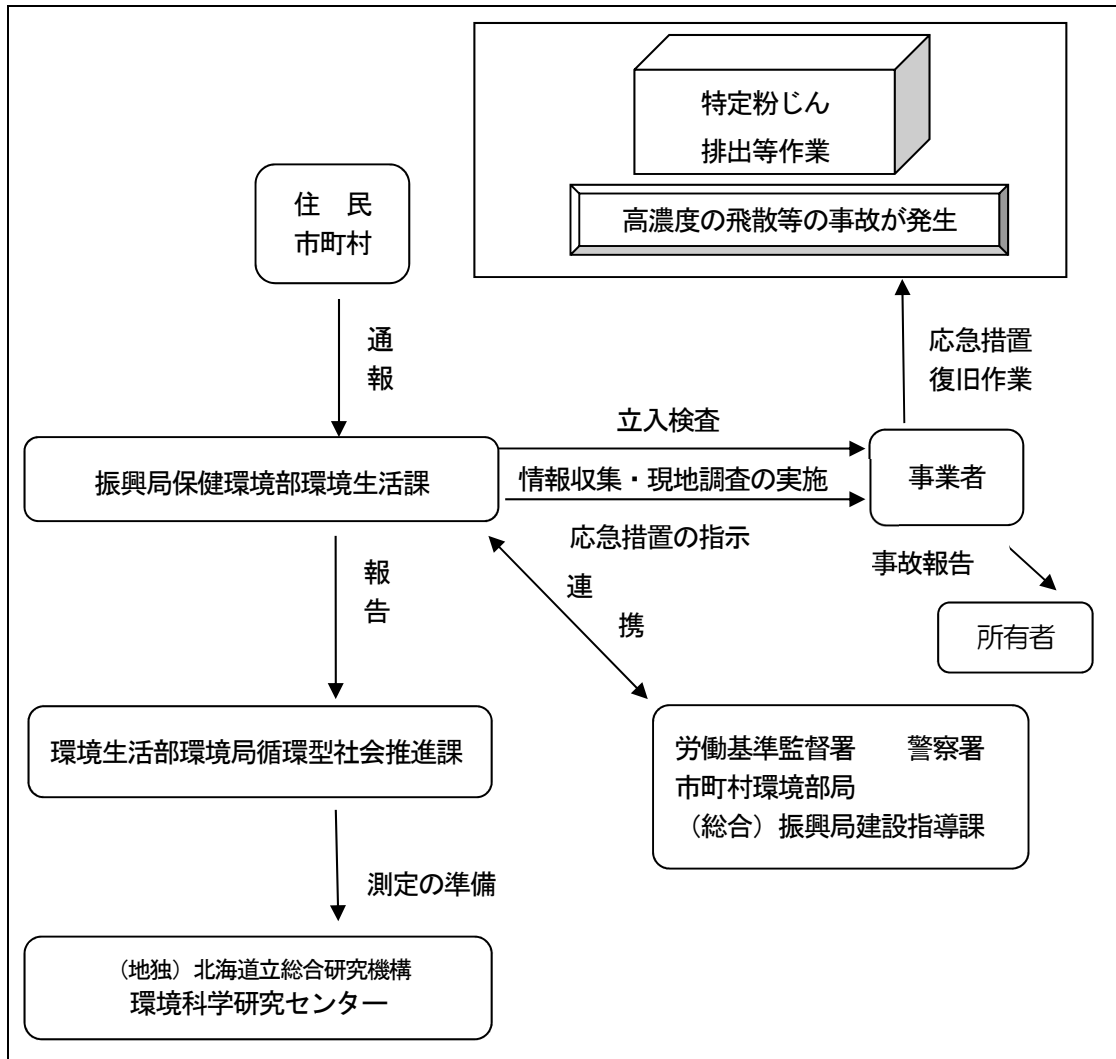 特定粉じん
排出等作業
高濃度の飛散等の事故が発生
住　民
市町村
通
報
応急措置
復旧作業
立入検査
振興局保健環境部環境生活課
情報収集・現地調査の実施
事業者
応急措置の指示
事故報告
報
告
連
携
所有者
環境生活部環境局循環型社会推進課
労働基準監督署　　警察署
市町村環境部局
（総合）振興局建設指導課
測定の準備
（地独）北海道立総合研究機構
環境科学研究センター